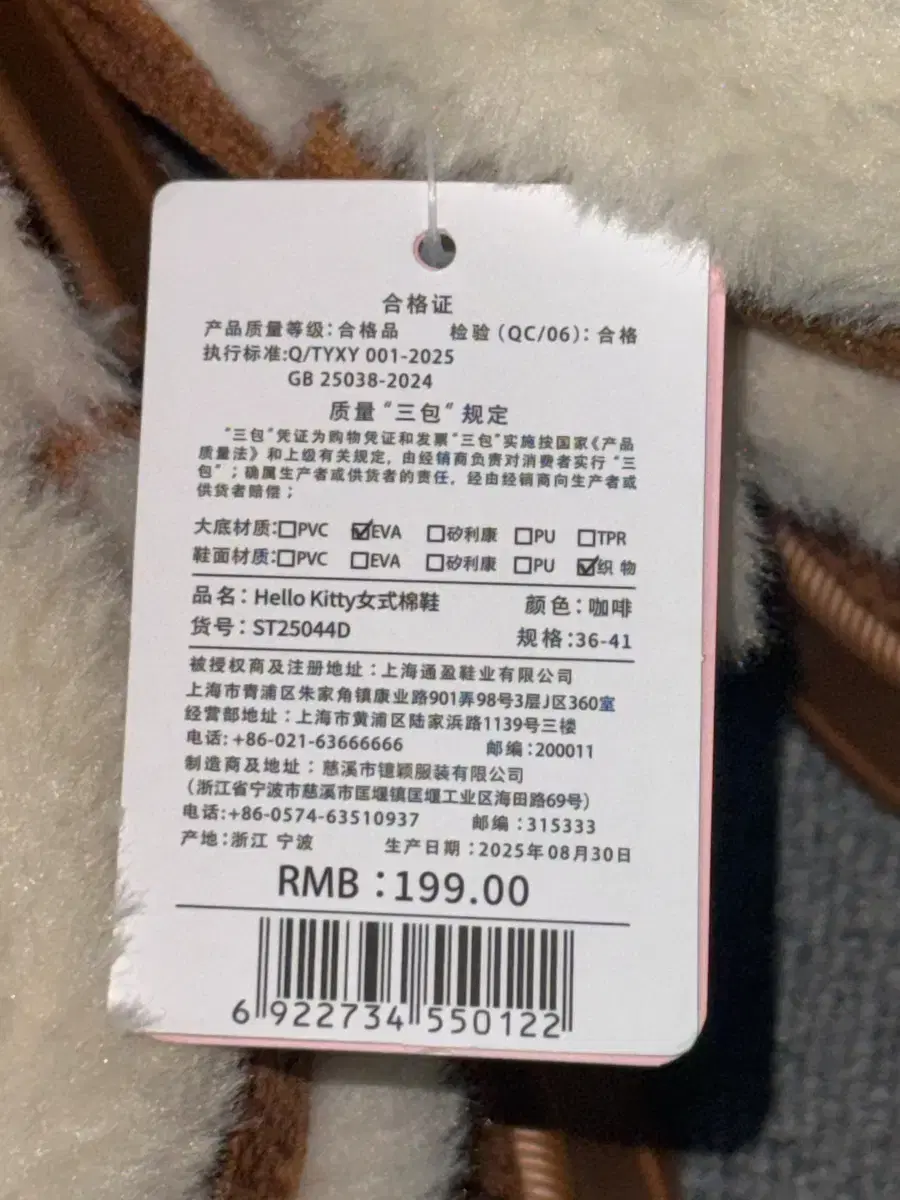 合格证
产品质量等级:合格品 检验(QC/06):合格
执行标准:Q/TYXY 001-2025
GB 25038-2024
质量“三包”规定
“三包”凭证为购物凭证和发票“三包”实施按国家《产品
质量法》和上级有关规定,由经销商负责对消费者实行“三
包”;确属生产者或供货者的责任,经由经销商向生产者或
供货者赔偿;
大底材质:☐PVC ☑EVA ☐矽利康 ☐PU ☐TPR
鞋面材质:☐PVC ☐EVA ☐矽利康 ☐PU ☑织 物
品名:Hello Kitty女式棉鞋 颜色:咖啡
货号:ST25044D 规格:36-41
被授权商及注册地址:上海通盈鞋业有限公司
上海市青浦区朱家角镇康业路901弄98号3层J区360室
经营部地址:上海市黄浦区陆家浜路1139号三楼
电话:+86-021-63666666 邮编:200011
制造商及地址:慈溪市镱颖服装有限公司
(浙江省宁波市慈溪市匡堰镇匡堰工业区海田路69号)
电话:+86-0574-63510937 邮编:315333
产地:浙江 宁波 生产日期:2025年08月30日
RMB:199.00
6 922734 550122